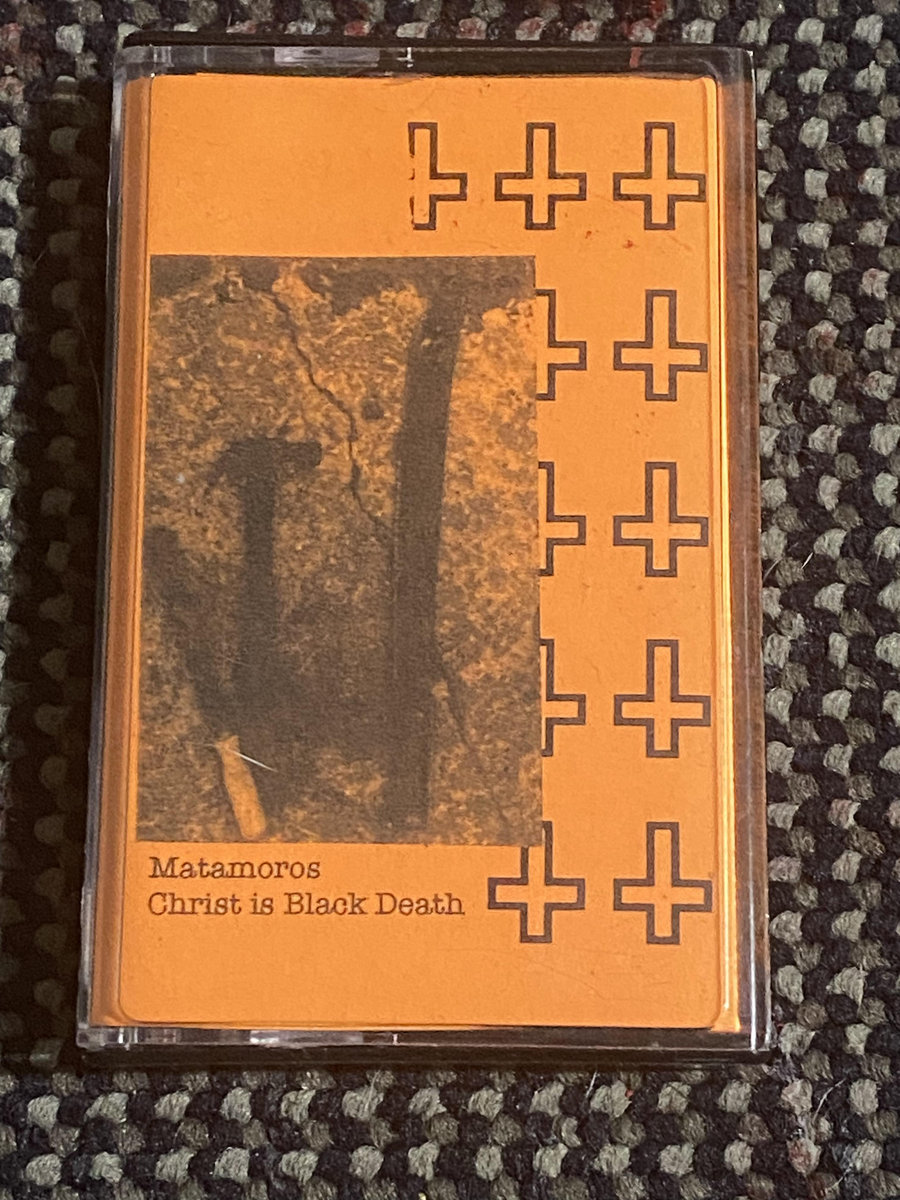 Matamoros
Christ is Black Death